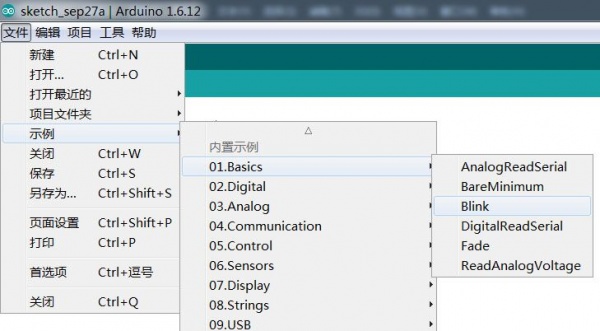 sketch_sep27a | Arduino 1.6.12
文件 编辑 项目 工具 帮助
新建 Ctrl+N
打开... Ctrl+O
打开最近的
项目文件夹
示例
关闭 Ctrl+W
保存 Ctrl+S
另存为... Ctrl+Shift+S
页面设置 Ctrl+Shift+P
打印 Ctrl+P
首选项 Ctrl+逗号
关闭 Ctrl+Q
内置示例
01.Basics
02.Digital
03.Analog
04.Communication
05.Control
06.Sensors
07.Display
08.Strings
09.USB
AnalogReadSerial
BareMinimum
Blink
DigitalReadSerial
Fade
ReadAnalogVoltage